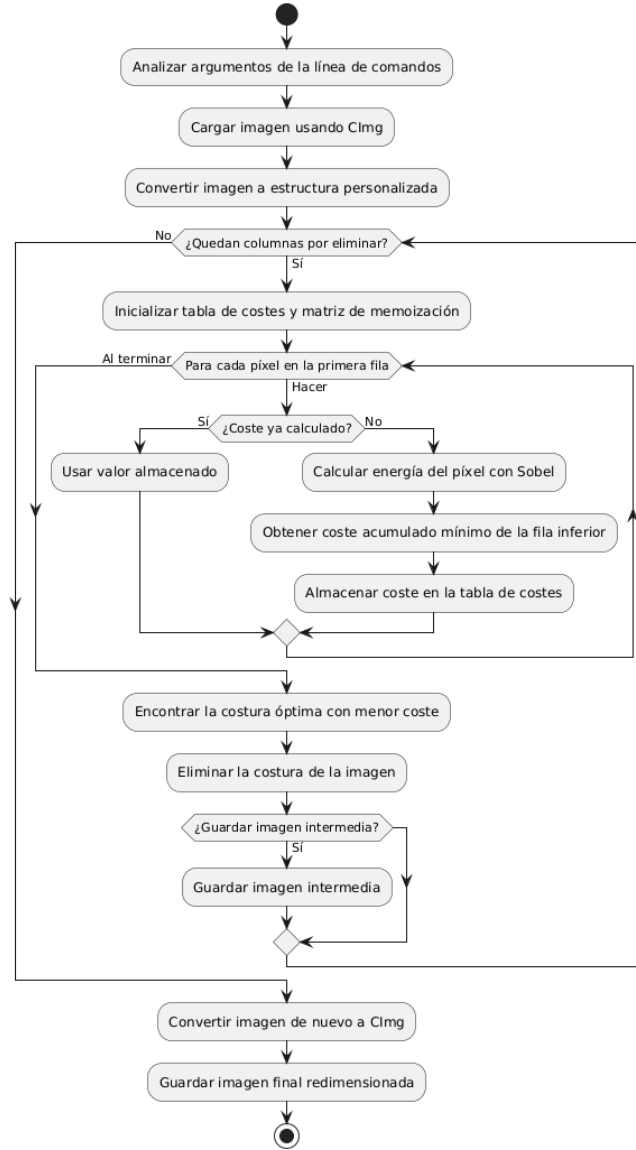 Analizar argumentos de la línea de comandos
Cargar imagen usando CImg
Convertir imagen a estructura personalizada
No
¿Quedan columnas por eliminar?
Sí
Inicializar tabla de costes y matriz de memoización
Al terminar
Para cada píxel en la primera fila
Hacer
Sí
¿Coste ya calculado?
No
Usar valor almacenado
Calcular energía del píxel con Sobel
Obtener coste acumulado mínimo de la fila inferior
Almacenar coste en la tabla de costes
Encontrar la costura óptima con menor coste
Eliminar la costura de la imagen
¿Guardar imagen intermedia?
Sí
Guardar imagen intermedia
Convertir imagen de nuevo a CImg
Guardar imagen final redimensionada